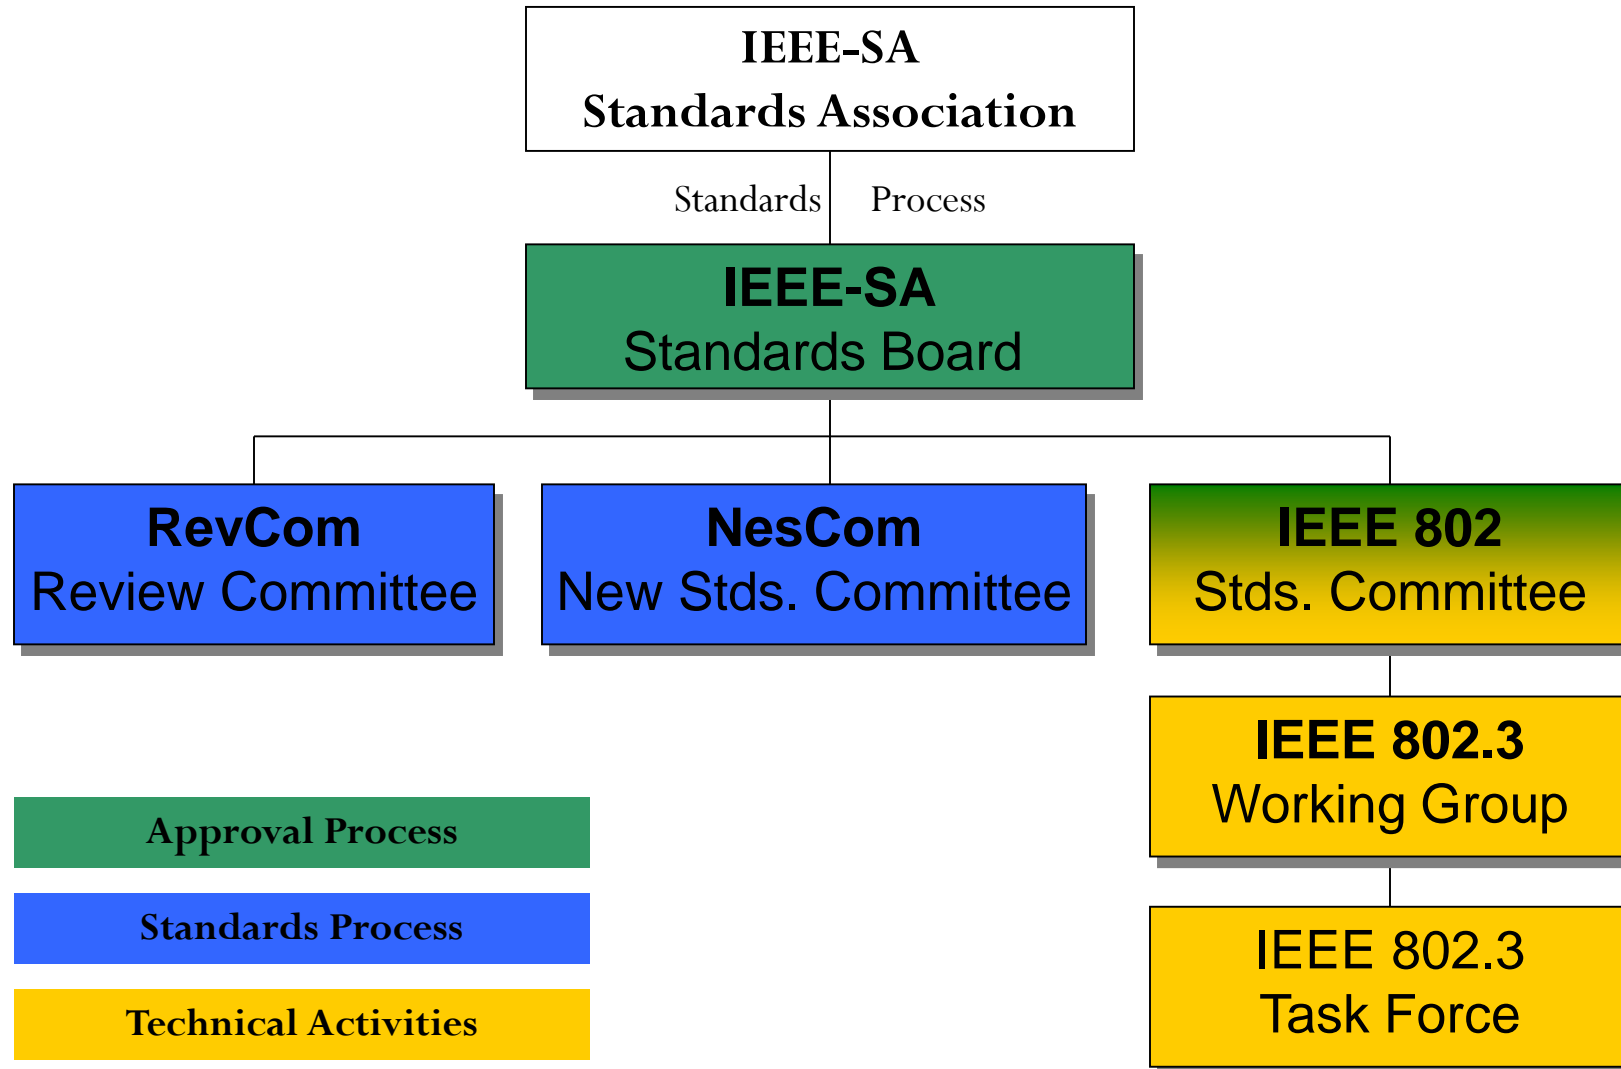 IEEE-SA
Standards Association
Standards Process
IEEE-SA
Standards Board
RevCom
Review Committee
NesCom
New Stds. Committee
IEEE 802
Stds. Committee
IEEE 802.3
Working Group
IEEE 802.3
Task Force
Approval Process
Standards Process
Technical Activities